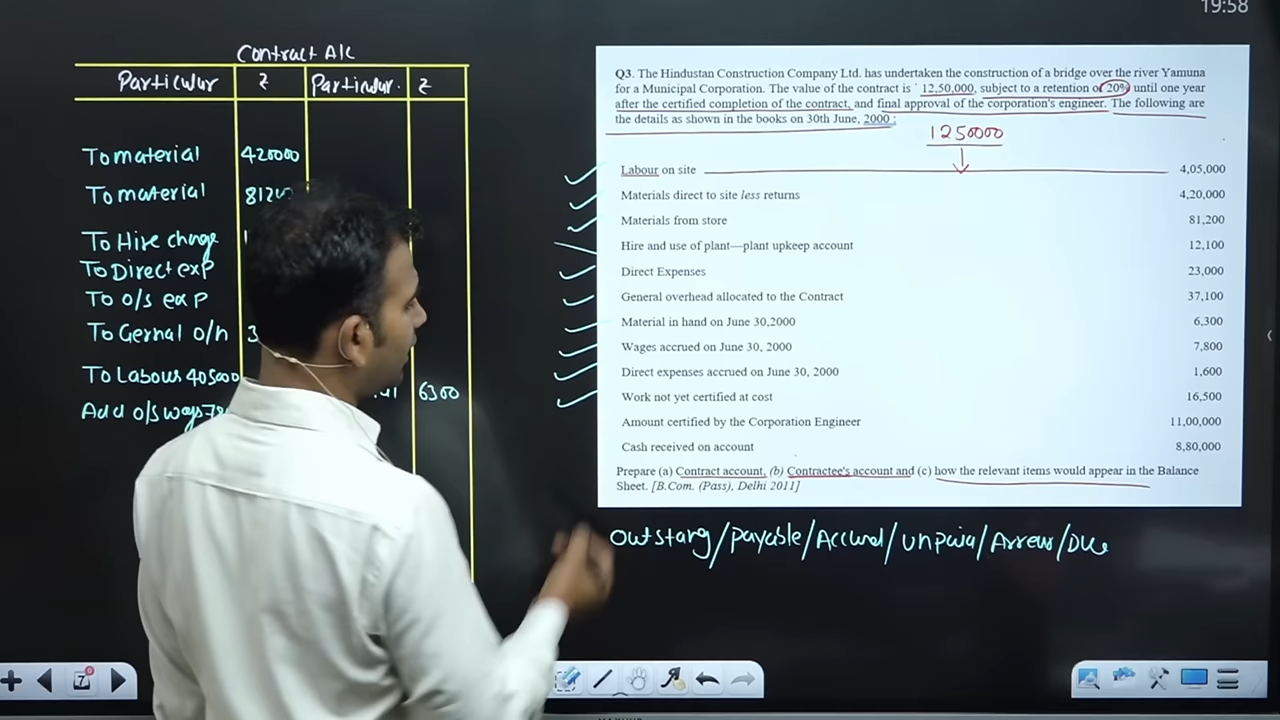 19:58
Contract A/c
Particular ₹ Particular. ₹
To material 420000
To material
To Hire charge
To Direct exp
To O/s exp
To Gernal O/h 3
To Labour 405000
6300
Add O/s wags
Q3. The Hindustan Construction Company Ltd. has undertaken the construction of a bridge over the river Yamuna
for a Municipal Corporation. The value of the contract is ` 12,50,000, subject to a retention of 20% until one year
after the certified completion of the contract, and final approval of the corporation's engineer. The following are
the details as shown in the books on 30th June, 2000 :
1250000
Labour on site 4,05,000
Materials direct to site less returns 4,20,000
Materials from store 81,200
Hire and use of plant—plant upkeep account 12,100
Direct Expenses 23,000
General overhead allocated to the Contract 37,100
Material in hand on June 30,2000 6,300
Wages accrued on June 30, 2000 7,800
Direct expenses accrued on June 30, 2000 1,600
Work not yet certified at cost 16,500
Amount certified by the Corporation Engineer 11,00,000
Cash received on account 8,80,000
Prepare (a) Contract account, (b) Contractee's account and (c) how the relevant items would appear in the Balance
Sheet. [B.Com. (Pass), Delhi 2011]
Outstang/payable/Accured/unpaid/Arrear/Due